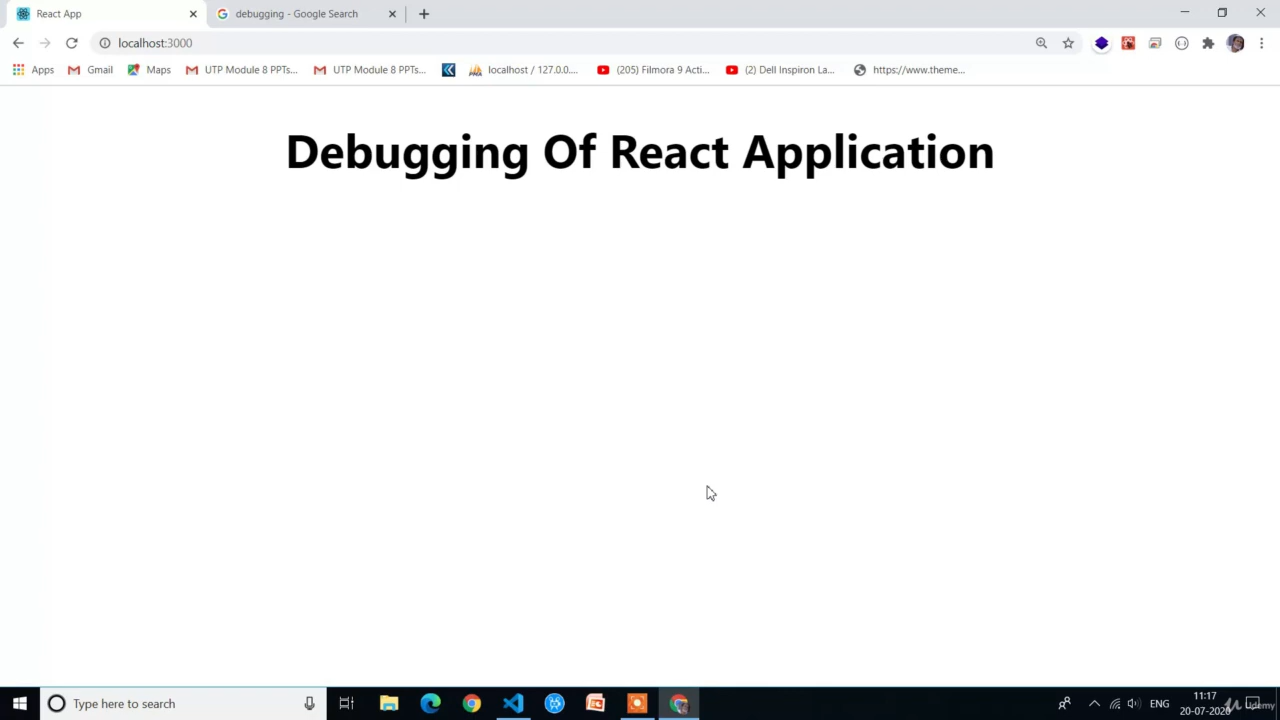 React App
debugging - Google Search
localhost:3000
Apps
Gmail
Maps
UTP Module 8 PPTs...
UTP Module 8 PPTs...
localhost / 127.0.0....
(205) Filmora 9 Acti...
(2) Dell Inspiron La...
https://www.theme...
Debugging Of React Application
Type here to search
ENG
11:17
20-07-2020
Udemy